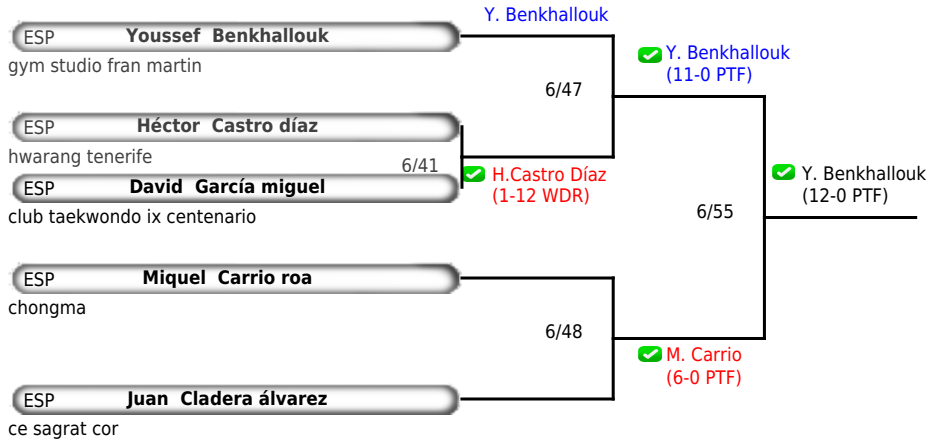 Y. Benkhallouk
ESP Youssef Benkhallouk
gym studio fran martin
Y. Benkhallouk
(11-0 PTF)
6/47
ESP Héctor Castro díaz
hwarang tenerife
6/41
H.Castro Díaz
(1-12 WDR)
ESP David García miguel
club taekwondo ix centenario
Y. Benkhallouk
(12-0 PTF)
6/55
ESP Miquel Carrio roa
chongma
6/48
M. Carrio
(6-0 PTF)
ESP Juan Cladera álvarez
ce sagrat cor